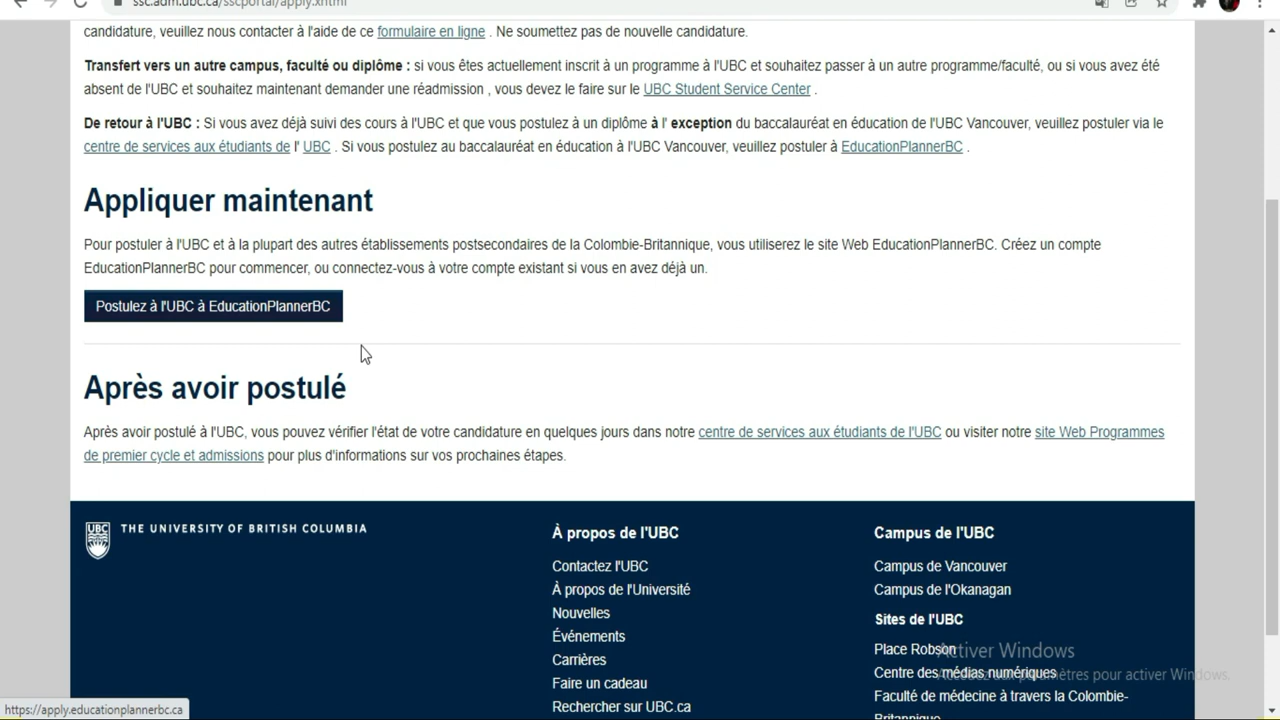 ssc.adm.ubc.ca/sscportal/apply.xhtml
candidature, veuillez nous contacter à l'aide de ce formulaire en ligne . Ne soumettez pas de nouvelle candidature.
Transfert vers un autre campus, faculté ou diplôme : si vous êtes actuellement inscrit à un programme à l'UBC et souhaitez passer à un autre programme/faculté, ou si vous avez été
absent de l'UBC et souhaitez maintenant demander une réadmission , vous devez le faire sur le UBC Student Service Center .
De retour à l'UBC : Si vous avez déjà suivi des cours à l'UBC et que vous postulez à un diplôme à l' exception du baccalauréat en éducation de l'UBC Vancouver, veuillez postuler via le
centre de services aux étudiants de l' UBC . Si vous postulez au baccalauréat en éducation à l'UBC Vancouver, veuillez postuler à EducationPlannerBC .
Appliquer maintenant
Pour postuler à l'UBC et à la plupart des autres établissements postsecondaires de la Colombie-Britannique, vous utiliserez le site Web EducationPlannerBC. Créez un compte
EducationPlannerBC pour commencer, ou connectez-vous à votre compte existant si vous en avez déjà un.
Postulez à l'UBC à EducationPlannerBC
Après avoir postulé
Après avoir postulé à l'UBC, vous pouvez vérifier l'état de votre candidature en quelques jours dans notre centre de services aux étudiants de l'UBC ou visiter notre site Web Programmes
de premier cycle et admissions pour plus d'informations sur vos prochaines étapes.
UBC
THE UNIVERSITY OF BRITISH COLUMBIA
À propos de l'UBC
Contactez l'UBC
À propos de l'Université
Nouvelles
Événements
Carrières
Faire un cadeau
Rechercher sur UBC.ca
Campus de l'UBC
Campus de Vancouver
Campus de l'Okanagan
Sites de l'UBC
Place Robson
Centre des médias numériques
Faculté de médecine à travers la Colombie-
Britannique
Activer Windows
Accédez aux paramètres pour activer Windows.
https://apply.educationplannerbc.ca